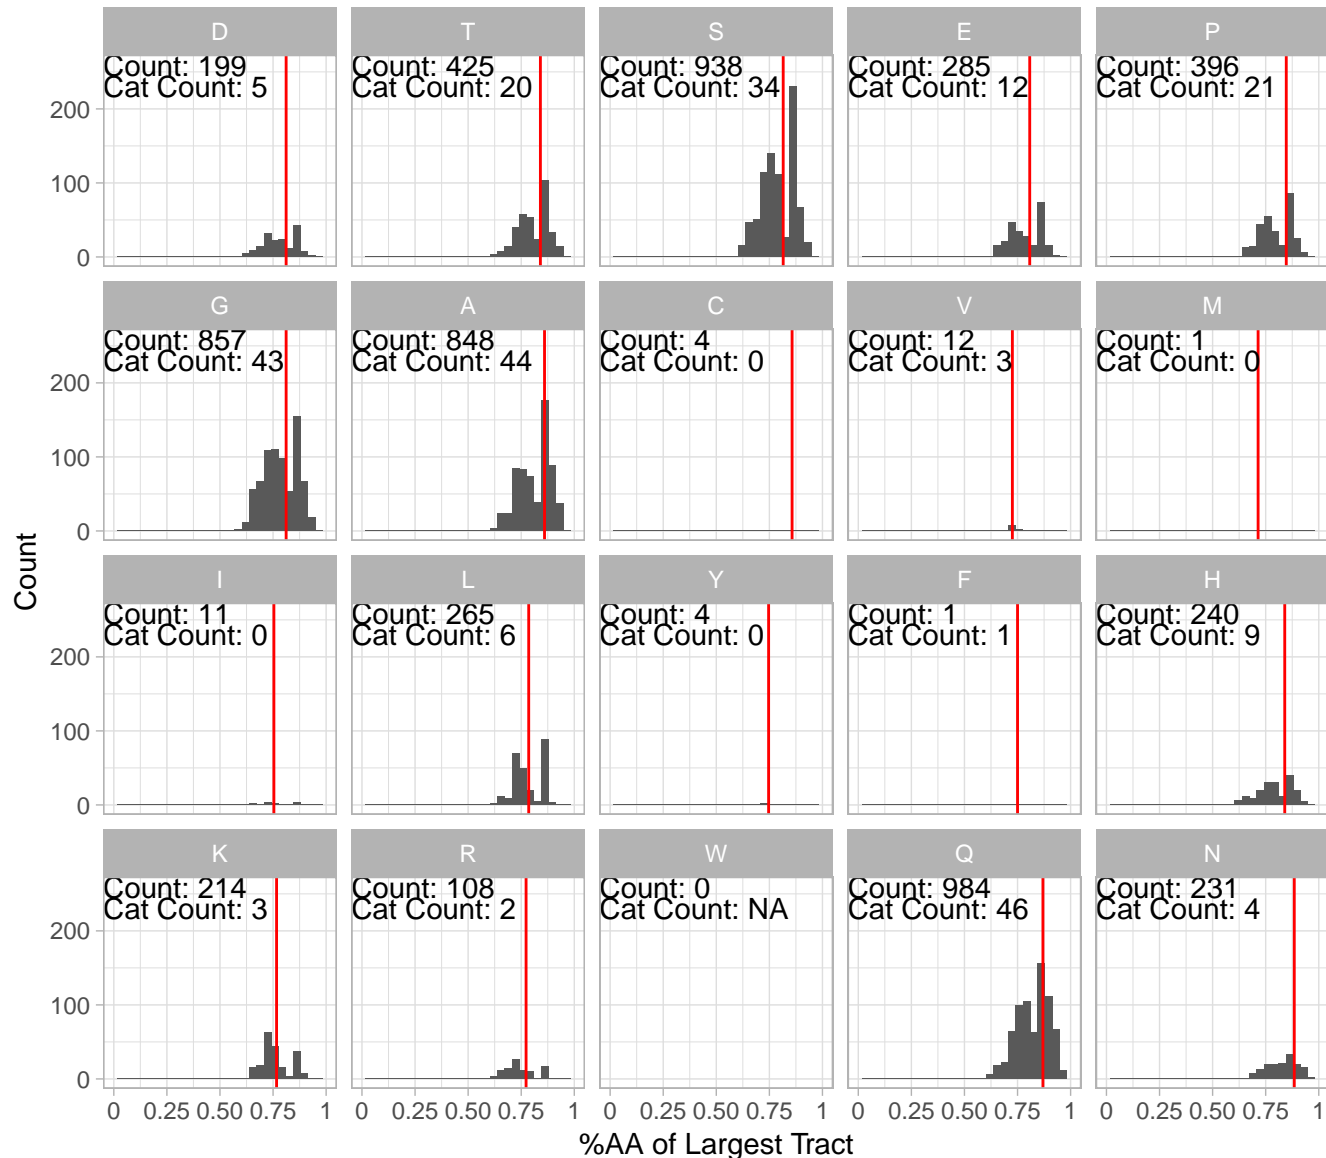 D T S E P
Count: 199 Count: 425 Count: 938 Count: 285 Count: 396
Cat Count: 5 Cat Count: 20 Cat Count: 34 Cat Count: 12 Cat Count: 21
200
100
0
G A C V M
Count: 857 Count: 848 Count: 4 Count: 12 Count: 1
Cat Count: 43 Cat Count: 44 Cat Count: 0 Cat Count: 3 Cat Count: 0
200
100
0
Count
I L Y F H
Count: 11 Count: 265 Count: 4 Count: 1 Count: 240
Cat Count: 0 Cat Count: 6 Cat Count: 0 Cat Count: 1 Cat Count: 9
200
100
0
K R W Q N
Count: 214 Count: 108 Count: 0 Count: 984 Count: 231
Cat Count: 3 Cat Count: 2 Cat Count: NA Cat Count: 46 Cat Count: 4
200
100
0
0 0.25 0.50 0.75 1 0 0.25 0.50 0.75 1 0 0.25 0.50 0.75 1 0 0.25 0.50 0.75 1 0 0.25 0.50 0.75 1
%AA of Largest Tract